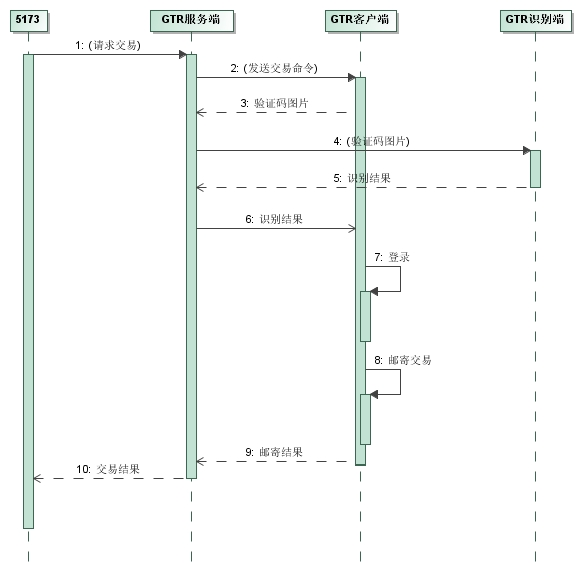 5173
GTR服务端
GTR客户端
GTR识别端
1: (请求交易)
2: (发送交易命令)
3: 验证码图片
4: (验证码图片)
5: 识别结果
6: 识别结果
7: 登录
8: 邮寄交易
9: 邮寄结果
10: 交易结果